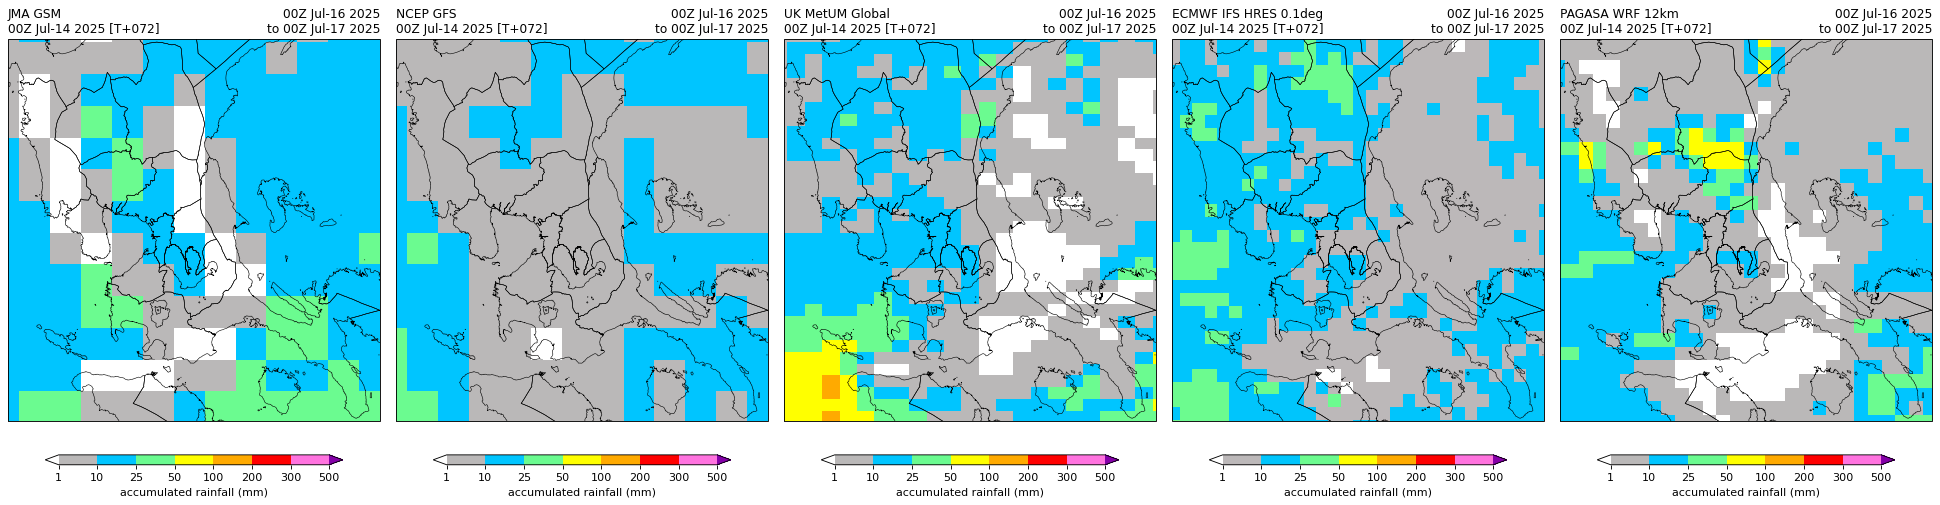 JMA GSM
00Z Jul-16 2025
00Z Jul-14 2025 [T+072]
to 00Z Jul-17 2025
NCEP GFS
00Z Jul-16 2025
00Z Jul-14 2025 [T+072]
to 00Z Jul-17 2025
UK MetUM Global
00Z Jul-16 2025
00Z Jul-14 2025 [T+072]
to 00Z Jul-17 2025
ECMWF IFS HRES 0.1deg
00Z Jul-16 2025
00Z Jul-14 2025 [T+072]
to 00Z Jul-17 2025
PAGASA WRF 12km
00Z Jul-16 2025
00Z Jul-14 2025 [T+072]
to 00Z Jul-17 2025
1 10 25 50 100 200 300 500
accumulated rainfall (mm)
1 10 25 50 100 200 300 500
accumulated rainfall (mm)
1 10 25 50 100 200 300 500
accumulated rainfall (mm)
1 10 25 50 100 200 300 500
accumulated rainfall (mm)
1 10 25 50 100 200 300 500
accumulated rainfall (mm)